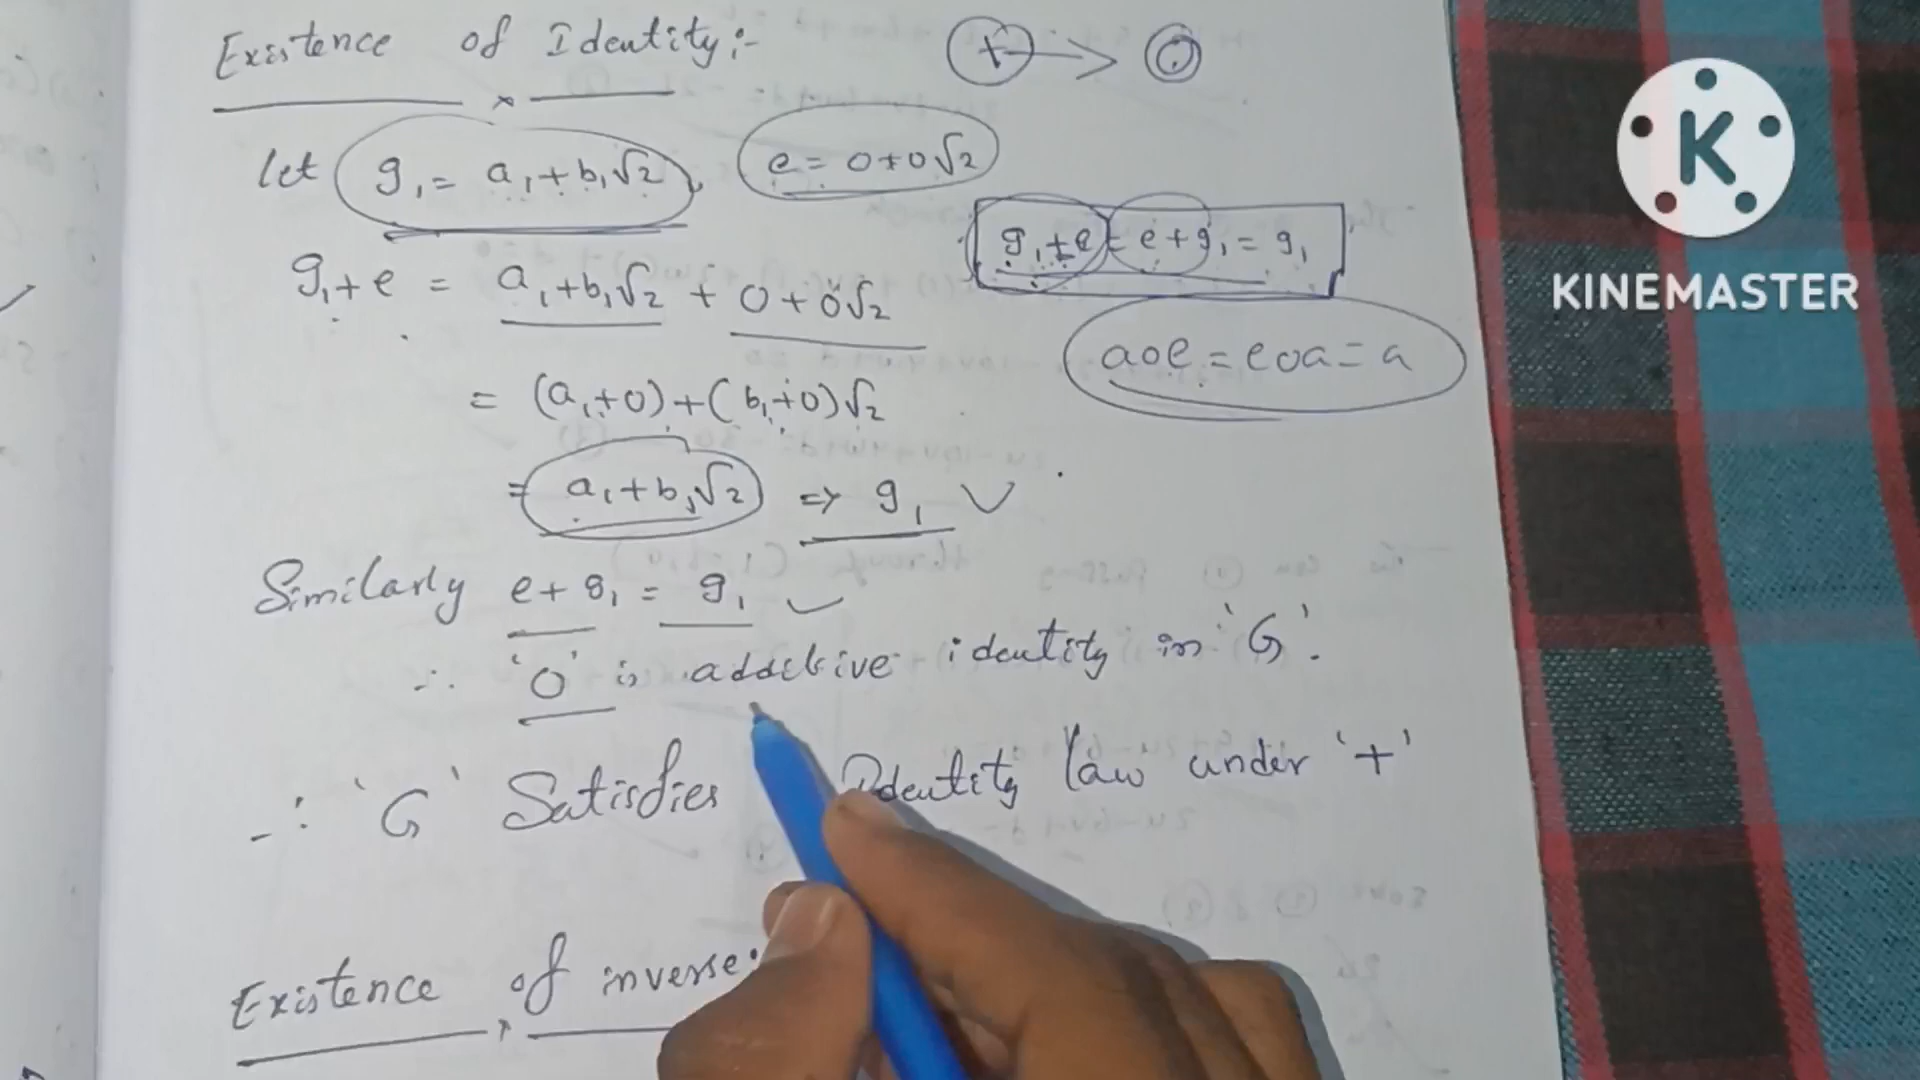 Existence of Identity:-
+ → 0
let g₁ = a₁+b₁√2, e = 0+0√2
g₁+e = e+g₁ = g₁
g₁+e = a₁+b₁√2 + 0+0√2
aoe = eoa = a
= (a₁+0)+(b₁+0)√2
= a₁+b₁√2 ⇒ g₁
Similarly e+g₁ = g₁
∴ '0' is additive identity in 'G'.
∴ 'G' Satisfies Identity law under '+'
Existence of inverse:
K
KINEMASTER